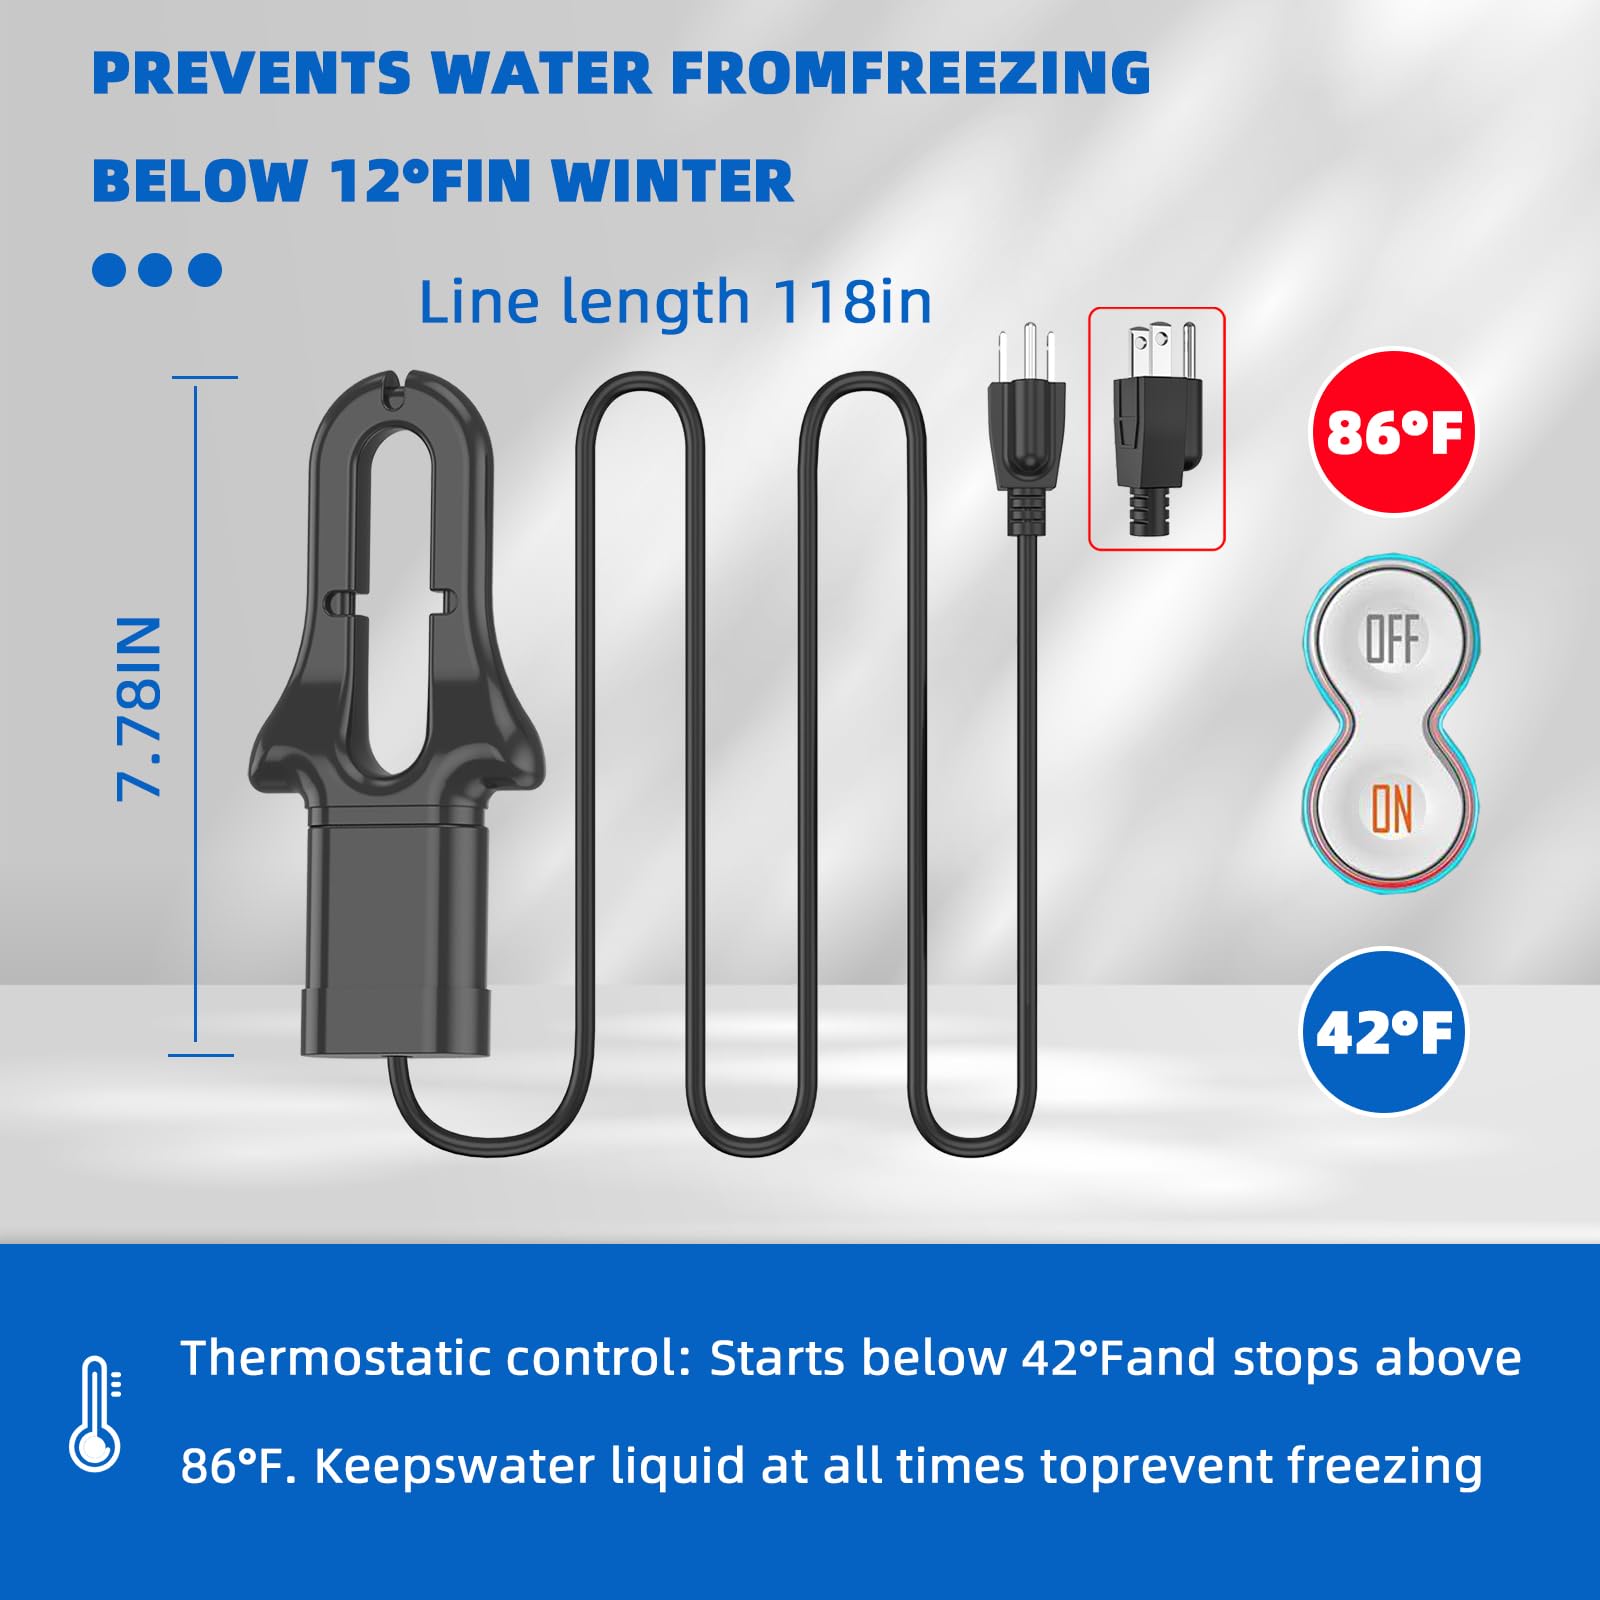 PREVENTS WATER FROMFREEZING
BELOW 12°FIN WINTER
Line length 118in
7.78IN
86°F
OFF
ON
42°F
Thermostatic control: Starts below 42°Fand stops above
86°F. Keepswater liquid at all times toprevent freezing